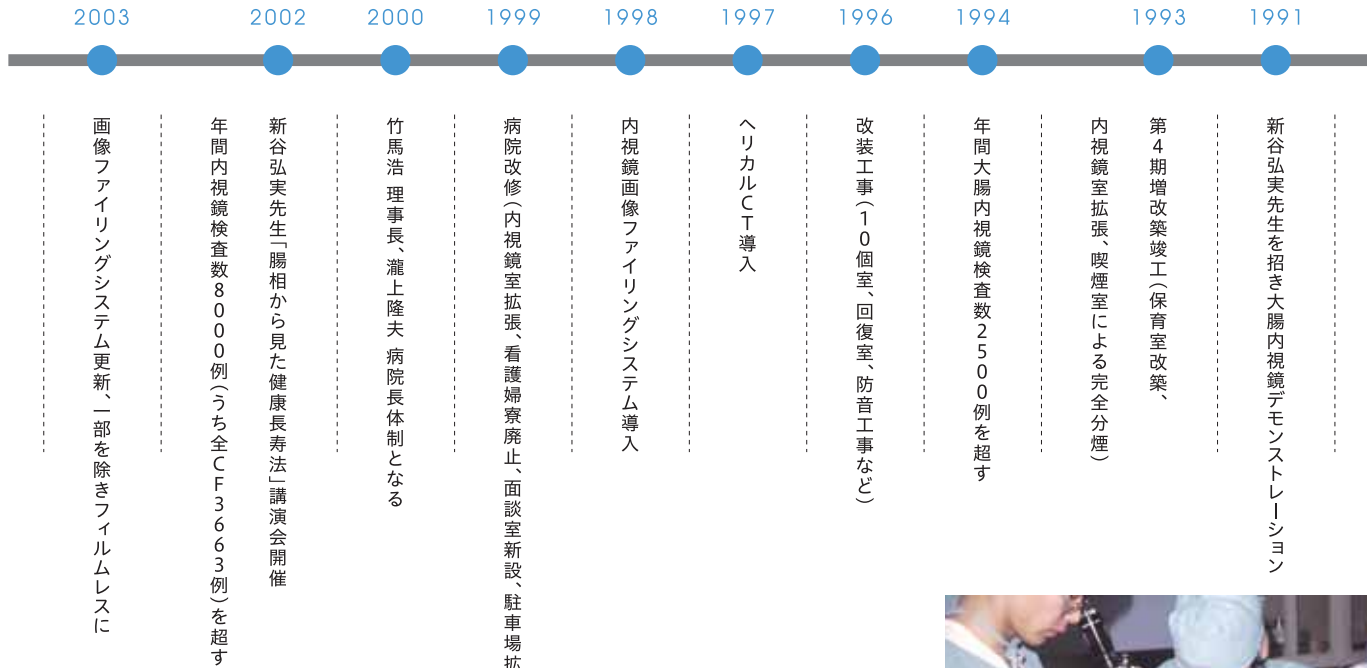 1991
新谷弘実先生を招き大腸内視鏡デモンストレーション
1993
第4期増改築竣工（保育室改築、
内視鏡室拡張、喫煙室による完全分煙）
1994
年間大腸内視鏡検査数2500例を超す
1996
改装工事（10個室、回復室、防音工事など）
1997
ヘリカルCT導入
1998
内視鏡画像ファイリングシステム導入
1999
病院改修（内視鏡室拡張、看護婦寮廃止、面談室新設、駐車場拡
2000
竹馬浩 理事長、瀧上隆夫 病院長体制となる
2002
新谷弘実先生「腸相から見た健康長寿法」講演会開催
年間内視鏡検査数8000例（うち全CF3663例）を超す
2003
画像ファイリングシステム更新、一部を除きフィルムレスに